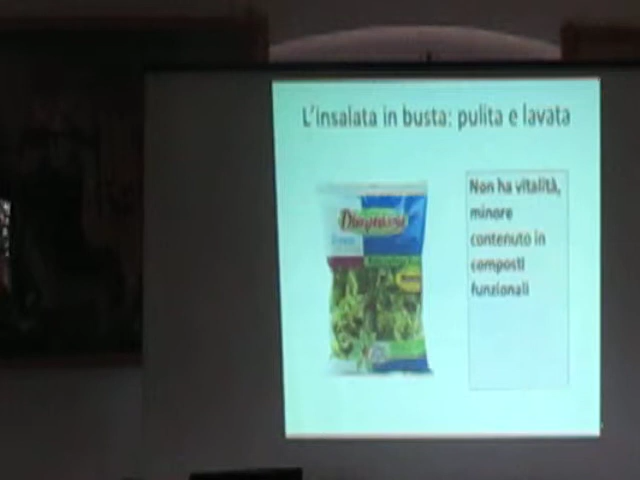 L'insalata in busta: pulita e lavata
Non ha vitalità,
minore
contenuto in
composti
funzionali